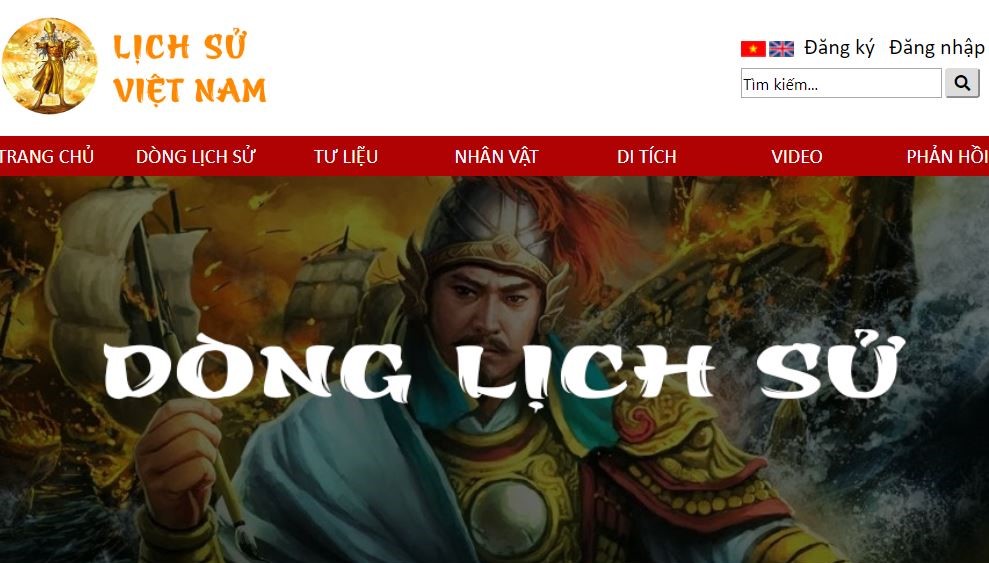 LỊCH SỬ
VIỆT NAM
Đăng ký Đăng nhập
Tìm kiếm...
TRANG CHỦ DÒNG LỊCH SỬ TƯ LIỆU NHÂN VẬT DI TÍCH VIDEO PHẢN HỒI
DÒNG LỊCH SỬ